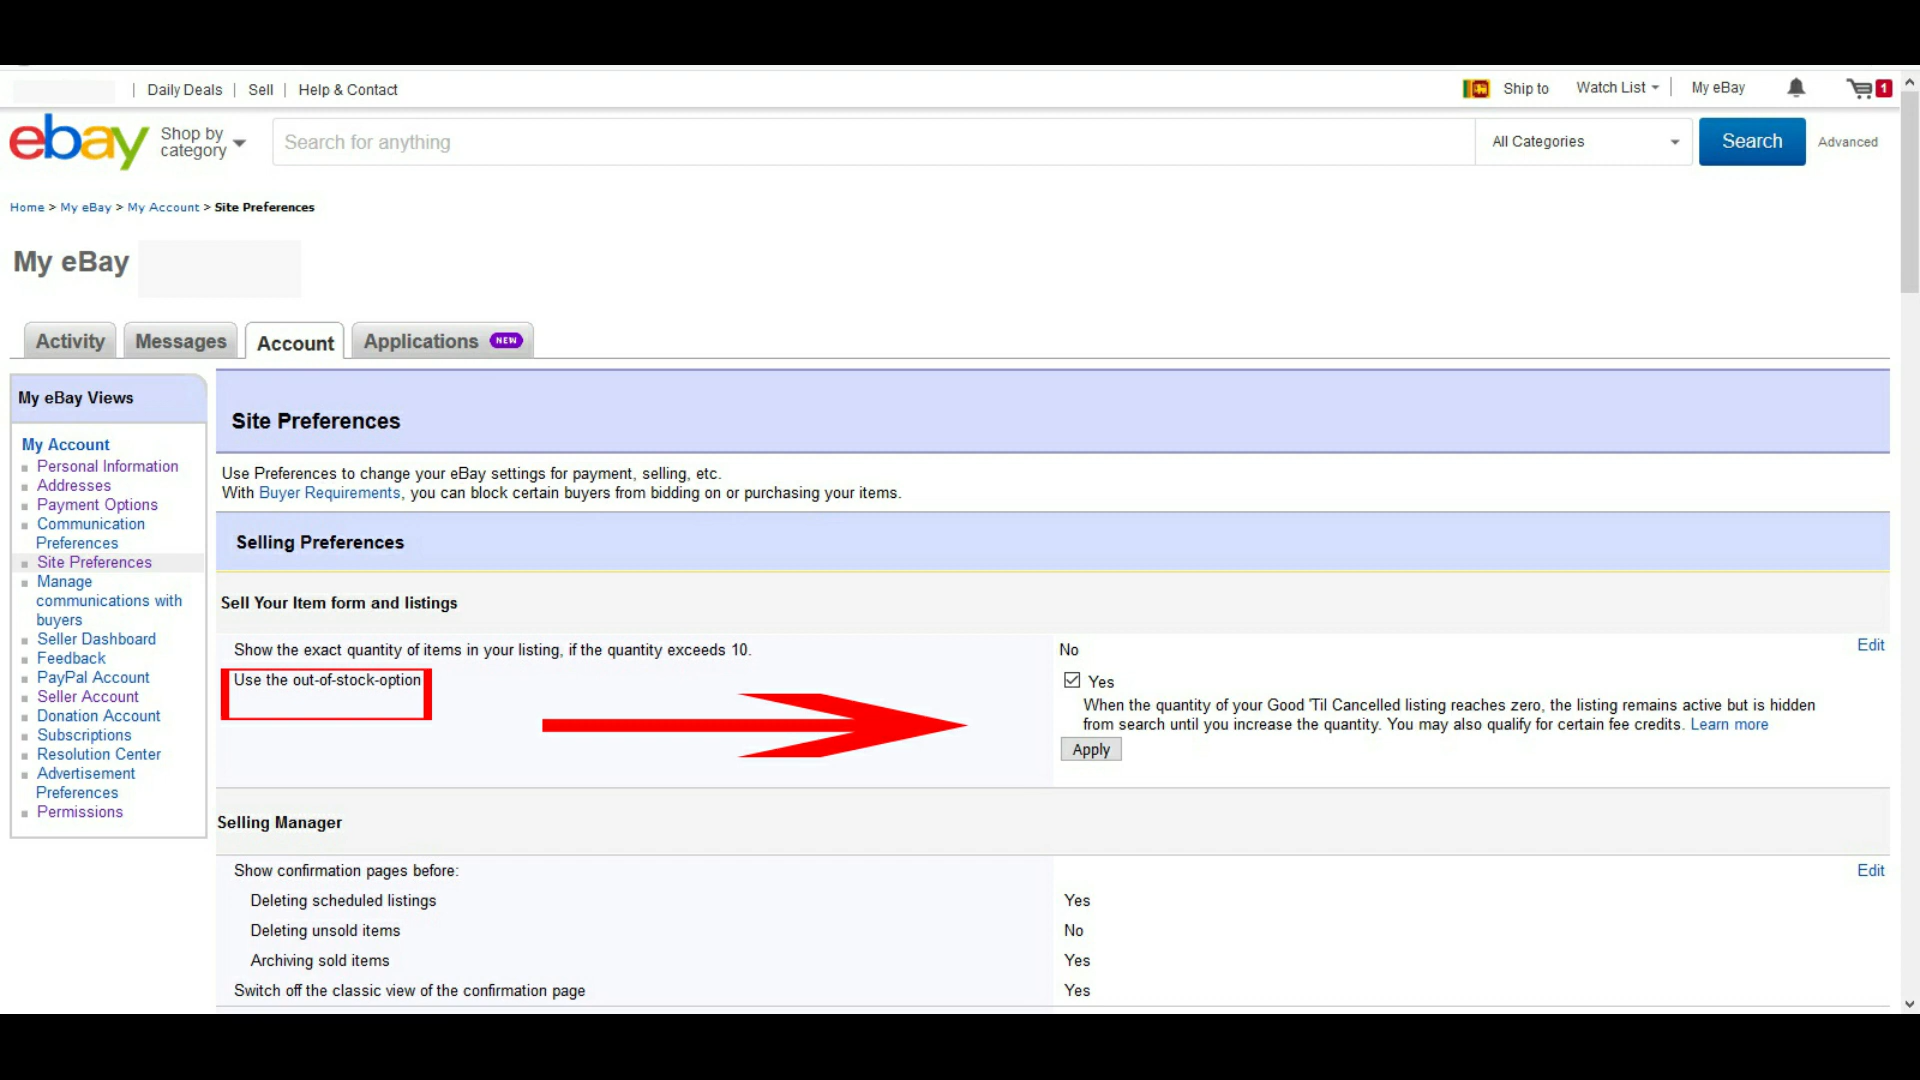 Daily Deals | Sell | Help & Contact
Ship to Watch List My eBay 1
ebay Shop by category
Search for anything
All Categories
Search
Advanced
Home > My eBay > My Account > Site Preferences
My eBay
Activity Messages Account Applications NEW
My eBay Views
My Account
Personal Information
Addresses
Payment Options
Communication
Preferences
Site Preferences
Manage
communications with
buyers
Seller Dashboard
Feedback
PayPal Account
Seller Account
Donation Account
Subscriptions
Resolution Center
Advertisement
Preferences
Permissions
Site Preferences
Use Preferences to change your eBay settings for payment, selling, etc.
With Buyer Requirements, you can block certain buyers from bidding on or purchasing your items.
Selling Preferences
Sell Your Item form and listings
Show the exact quantity of items in your listing, if the quantity exceeds 10. No Edit
Use the out-of-stock-option Yes
When the quantity of your Good 'Til Cancelled listing reaches zero, the listing remains active but is hidden
from search until you increase the quantity. You may also qualify for certain fee credits. Learn more
Apply
Selling Manager
Show confirmation pages before: Edit
Deleting scheduled listings Yes
Deleting unsold items No
Archiving sold items Yes
Switch off the classic view of the confirmation page Yes